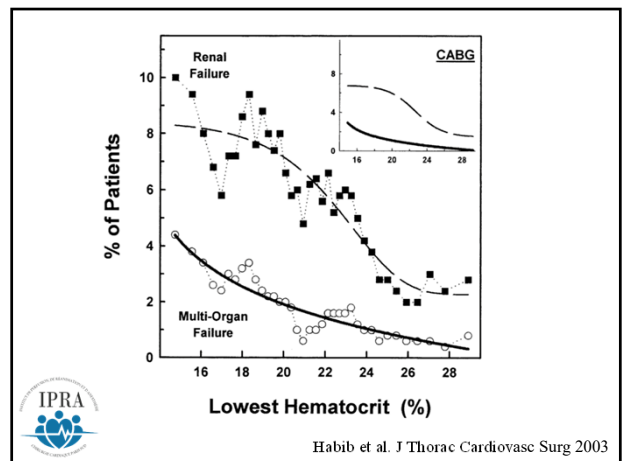 Renal
Failure
CABG
8
4
0
16
20
24
28
10
8
6
4
2
0
% of Patients
Multi-Organ
Failure
16
18
20
22
24
26
28
Lowest Hematocrit (%)
IPRA
Habib et al. J Thorac Cardiovasc Surg 2003